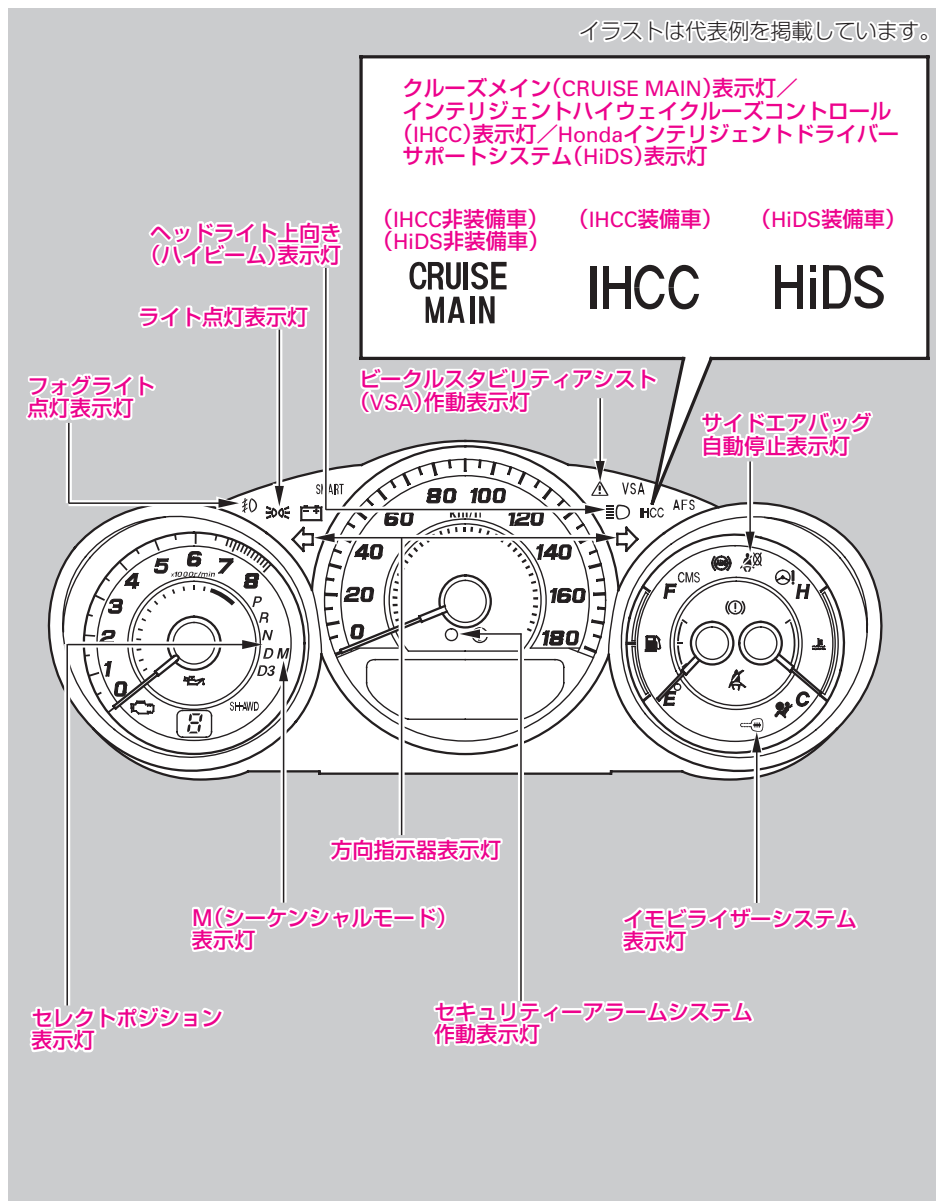 イラストは代表例を掲載しています。
クルーズメイン(CRUISE MAIN)表示灯／
インテリジェントハイウェイクルーズコントロール
(IHCC)表示灯／Hondaインテリジェントドライバー
サポートシステム(HiDS)表示灯
(IHCC非装備車)
(HiDS非装備車)
CRUISE
MAIN
(IHCC装備車)
IHCC
(HiDS装備車)
HiDS
ヘッドライト上向き
(ハイビーム)表示灯
ライト点灯表示灯
フォグライト
点灯表示灯
ビークルスタビリティアシスト
(VSA)作動表示灯
サイドエアバッグ
自動停止表示灯
VSA
IHCC
AFS
0
1
2
3
4
5
6
7
8
x1000r/min
P
R
N
D M
D3
SH-AWD
8
0
20
40
60
80
100
120
140
160
180
km/h
CMS
ABS
F
E
H
C
方向指示器表示灯
M(シーケンシャルモード)
表示灯
イモビライザーシステム
表示灯
セレクトポジション
表示灯
セキュリティーアラームシステム
作動表示灯